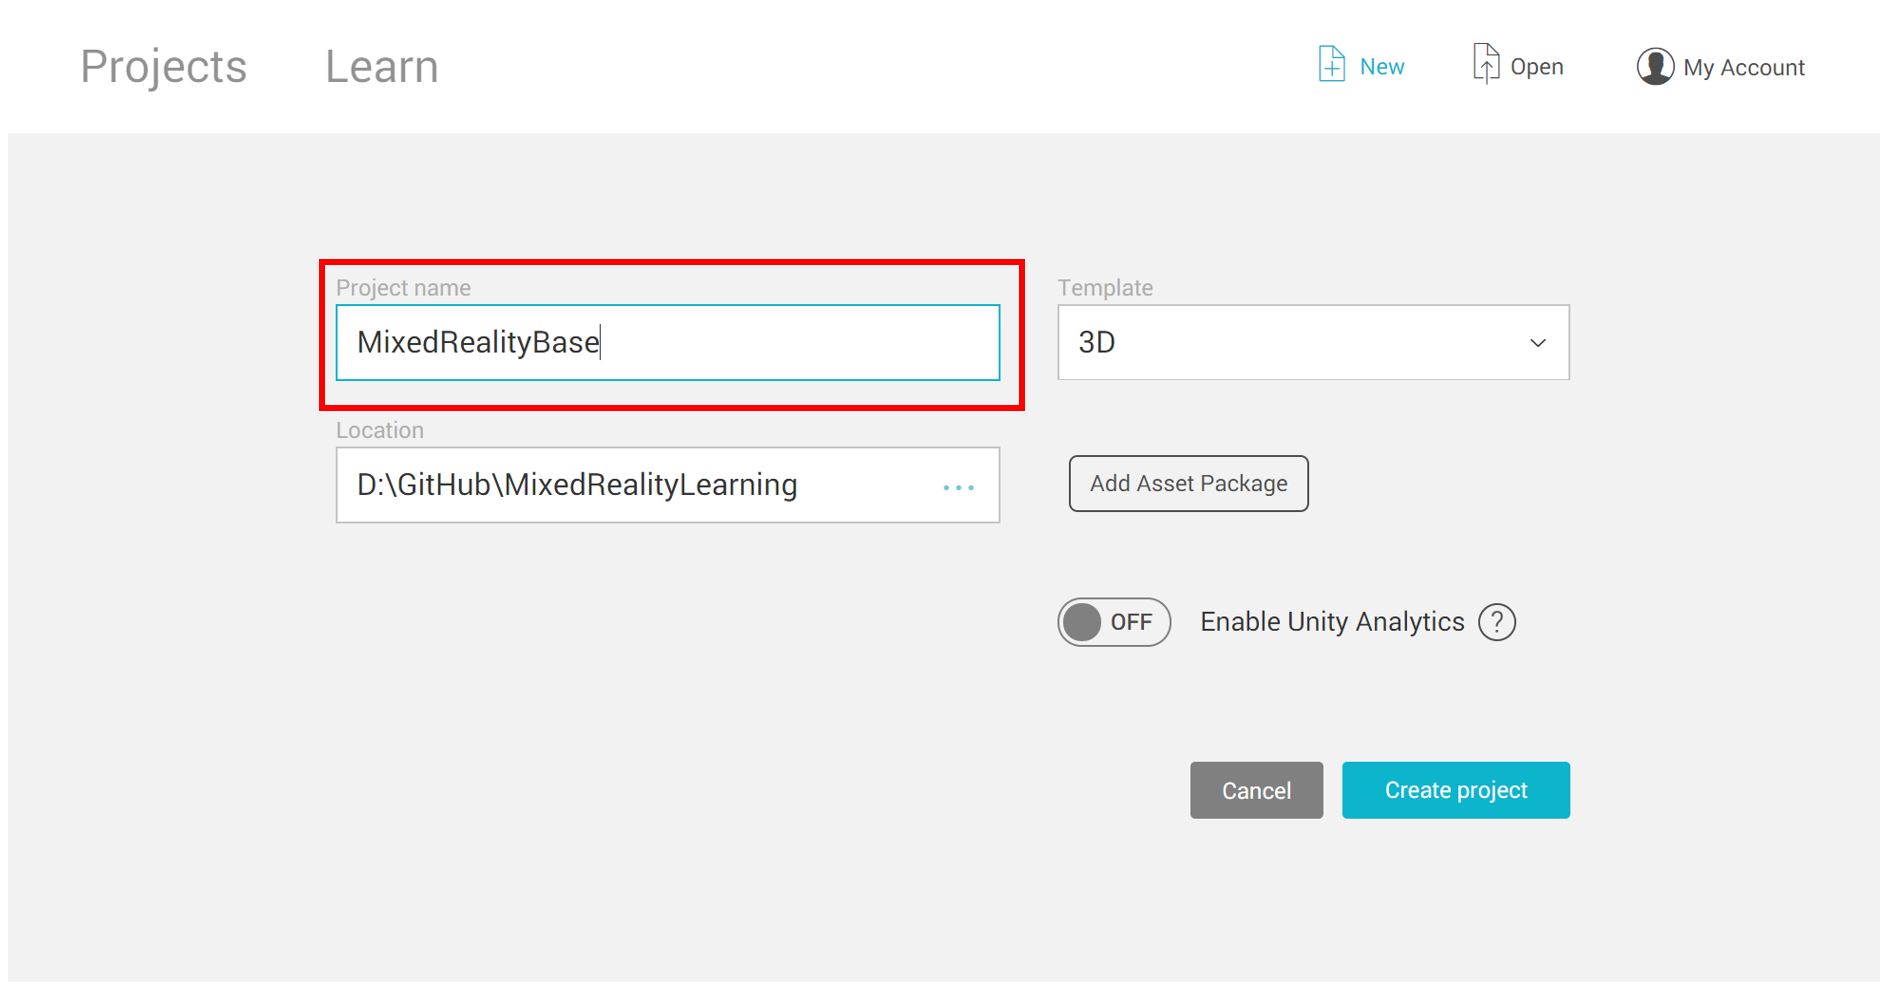 Projects Learn New Open My Account
Project name
MixedRealityBase
Template
3D
Location
D:\GitHub\MixedRealityLearning ...
Add Asset Package
OFF Enable Unity Analytics ?
Cancel Create project